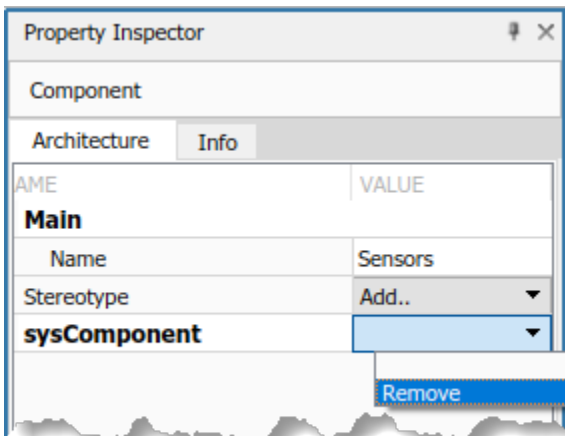 Property Inspector
Component
Architecture Info
AME VALUE
Main
Name Sensors
Stereotype Add..
sysComponent
Remove